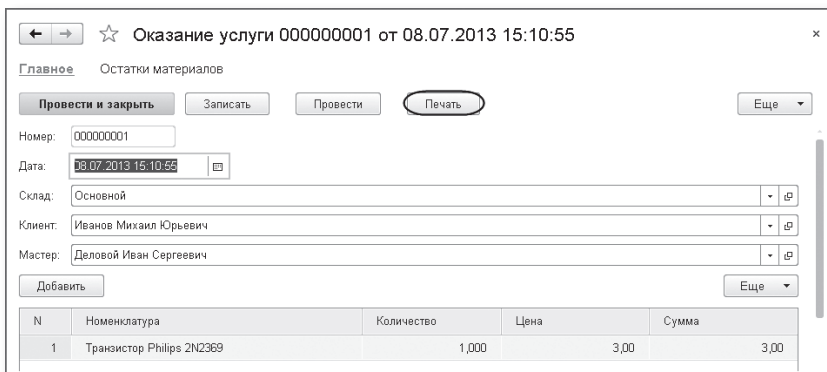 Оказание услуги 000000001 от 08.07.2013 15:10:55
Главное Остатки материалов
Провести и закрыть Записать Провести Печать Еще
Номер: 000000001
Дата: 08.07.2013 15:10:55
Склад: Основной
Клиент: Иванов Михаил Юрьевич
Мастер: Деловой Иван Сергеевич
Добавить Еще
N Номенклатура Количество Цена Сумма
1 Транзистор Philips 2N2369 1,000 3,00 3,00